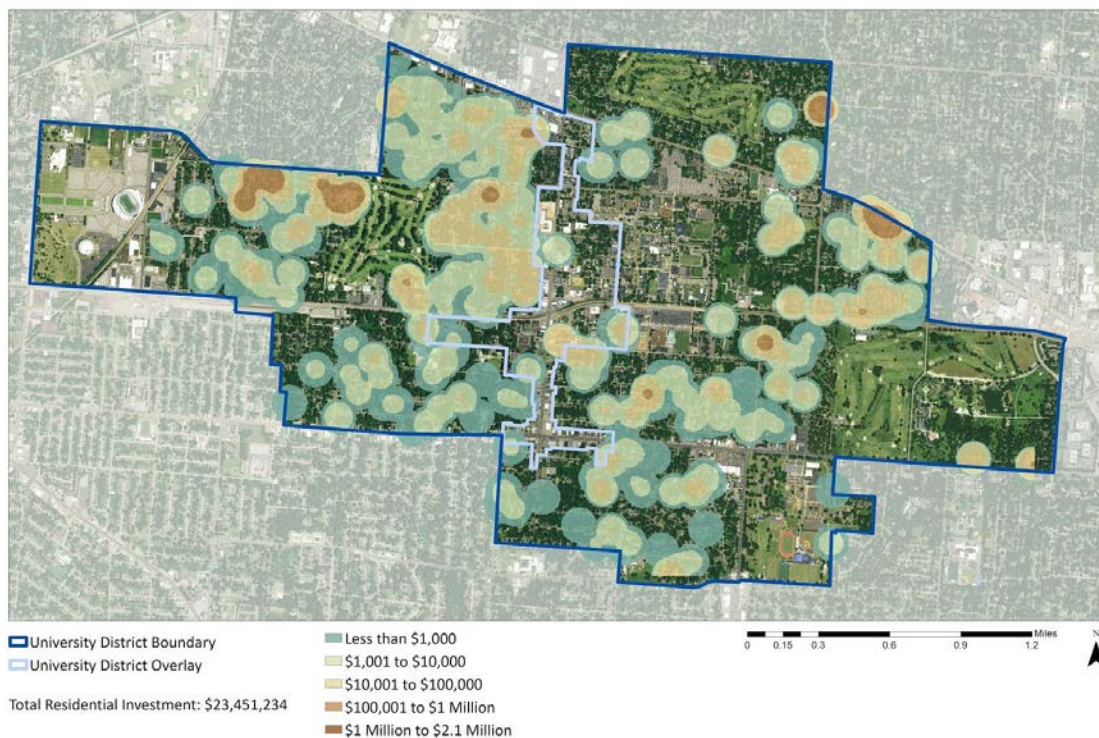 University District Boundary
University District Overlay
Total Residential Investment: $23,451,234
Less than $1,000
$1,001 to $10,000
$10,001 to $100,000
$100,001 to $1 Million
$1 Million to $2.1 Million
Miles
0 0.15 0.3 0.6 0.9 1.2
N